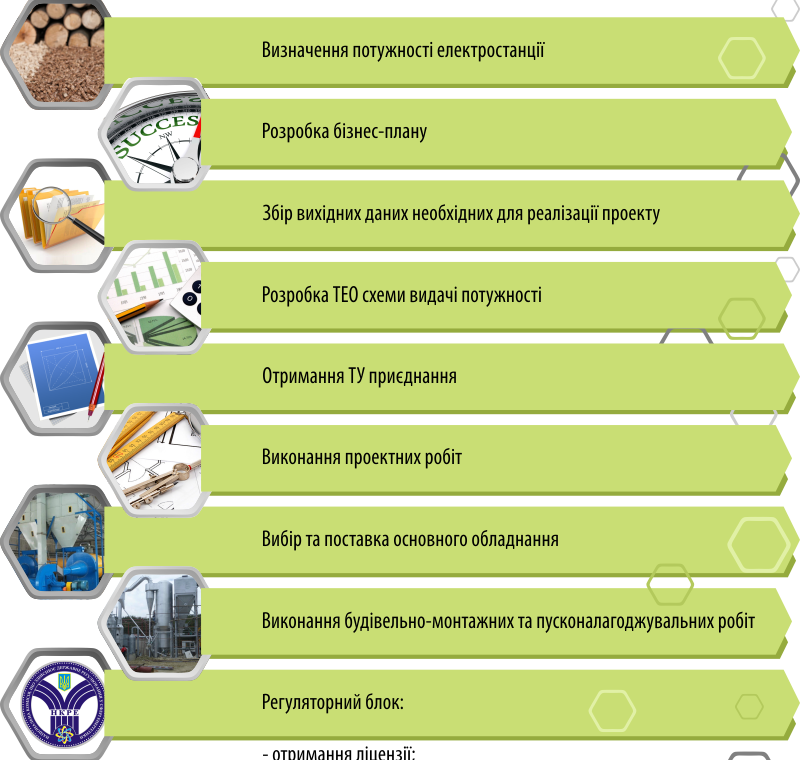 Визначення потужності електростанції
SUCCESS
NW
Розробка бізнес-плану
Збір вихідних даних необхідних для реалізації проекту
Розробка ТЕО схеми видачі потужності
Отримання ТУ приєднання
Виконання проектних робіт
Вибір та поставка основного обладнання
Виконання будівельно-монтажних та пусконалагоджувальних робіт
НКРЕ
Регуляторний блок:
- отримання ліцензії;